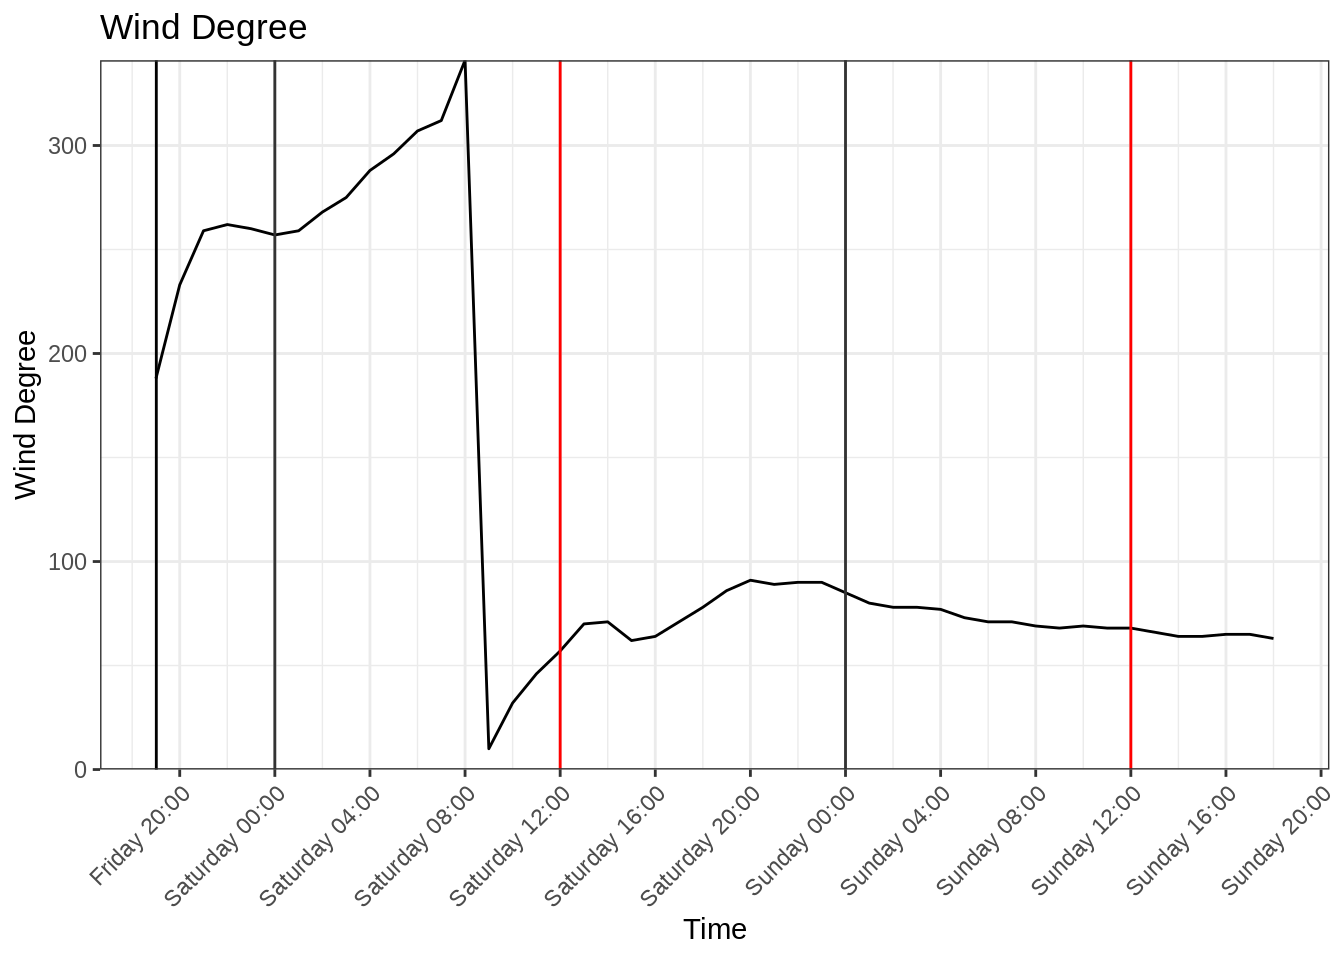 Wind Degree
Wind Degree
300
200
100
0
Friday 20:00
Saturday 00:00
Saturday 04:00
Saturday 08:00
Saturday 12:00
Saturday 16:00
Saturday 20:00
Sunday 00:00
Sunday 04:00
Sunday 08:00
Sunday 12:00
Sunday 16:00
Sunday 20:00
Time